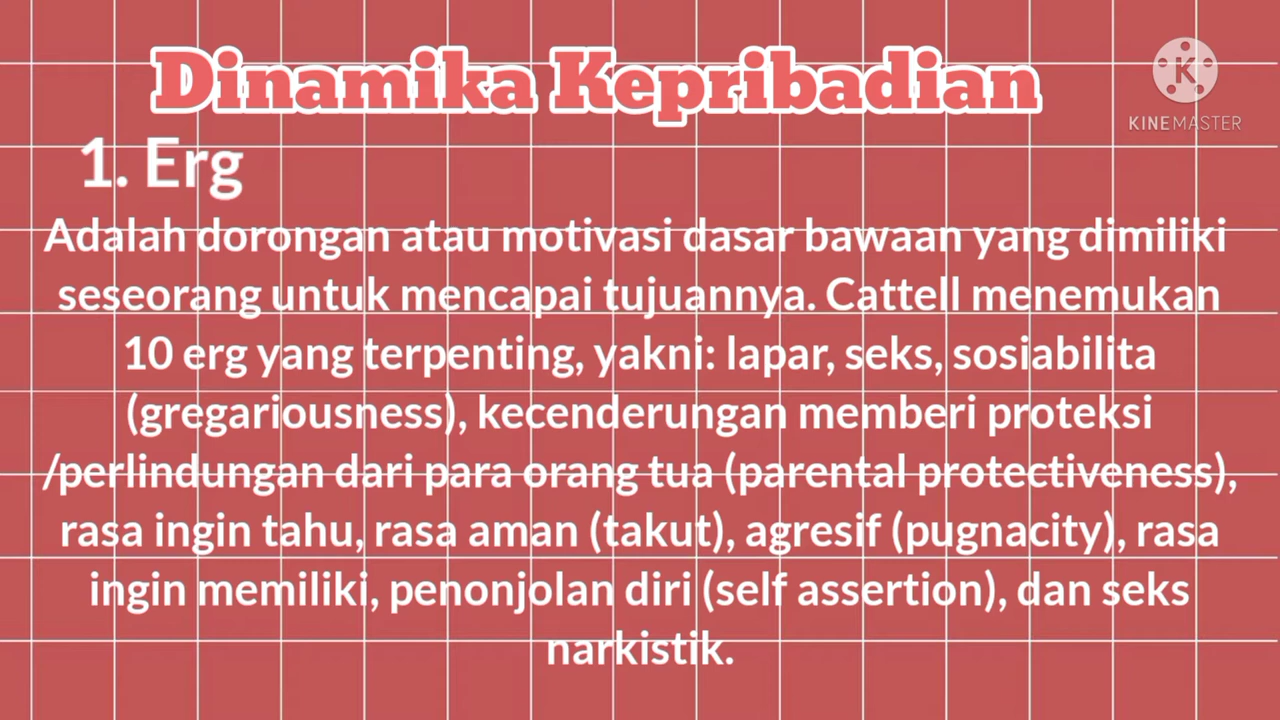 Dinamika Kepribadian
K
KINEMASTER
1. Erg
Adalah dorongan atau motivasi dasar bawaan yang dimiliki
seseorang untuk mencapai tujuannya. Cattell menemukan
10 erg yang terpenting, yakni: lapar, seks, sosiabilita
(gregariousness), kecenderungan memberi proteksi
/perlindungan dari para orang tua (parental protectiveness),
rasa ingin tahu, rasa aman (takut), agresif (pugnacity), rasa
ingin memiliki, penonjolan diri (self assertion), dan seks
narkistik.